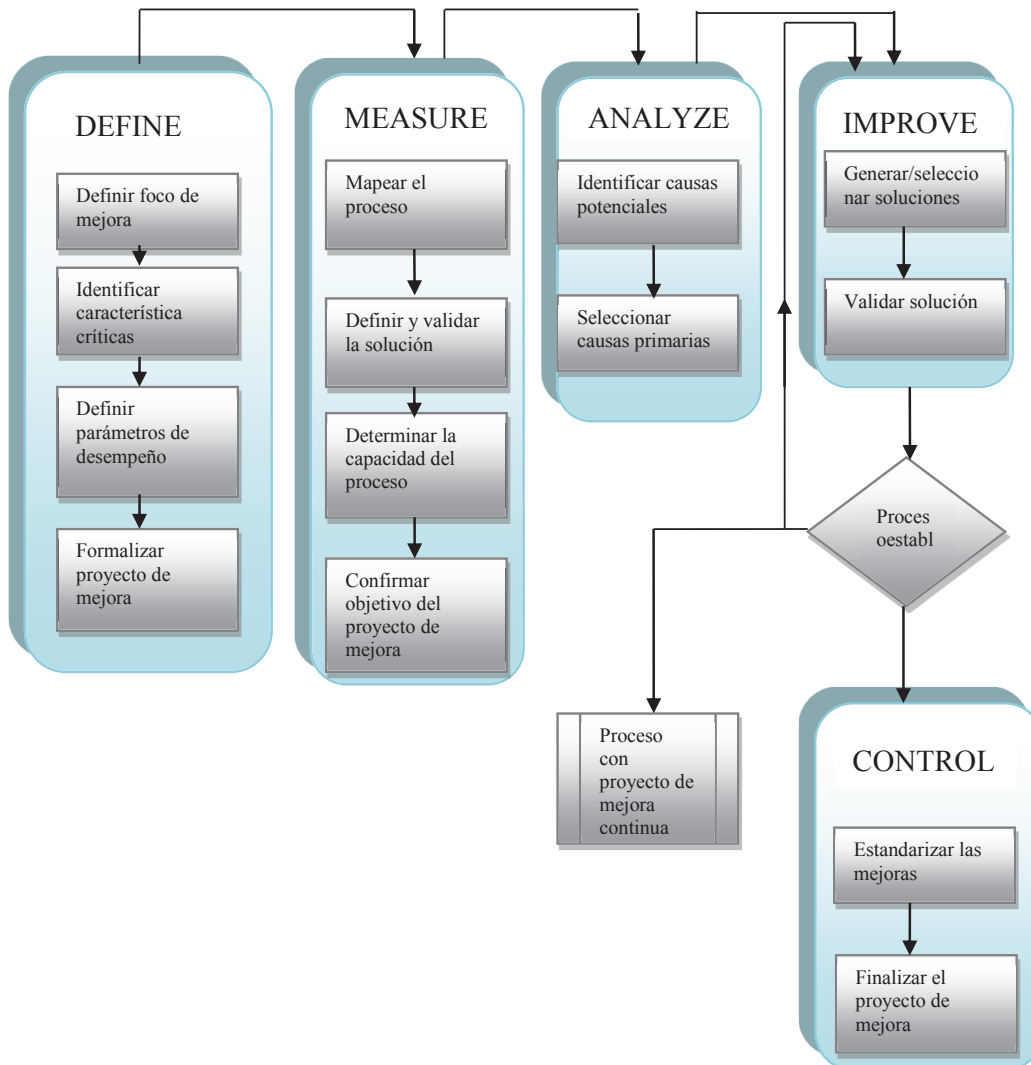 DEFINE
Definir foco de
mejora
Identificar
característica
críticas
Definir
parámetros de
desempeño
Formalizar
proyecto de
mejora
MEASURE
Mapear el
proceso
Definir y validar
la solución
Determinar la
capacidad del
proceso
Confirmar
objetivo del
proyecto de
mejora
ANALYZE
Identificar causas
potenciales
Seleccionar
causas primarias
IMPROVE
Generar/seleccio
nar soluciones
Validar solución
Proces
oestabl
Proceso
con
proyecto de
mejora
continua
CONTROL
Estandarizar las
mejoras
Finalizar el
proyecto de
mejora